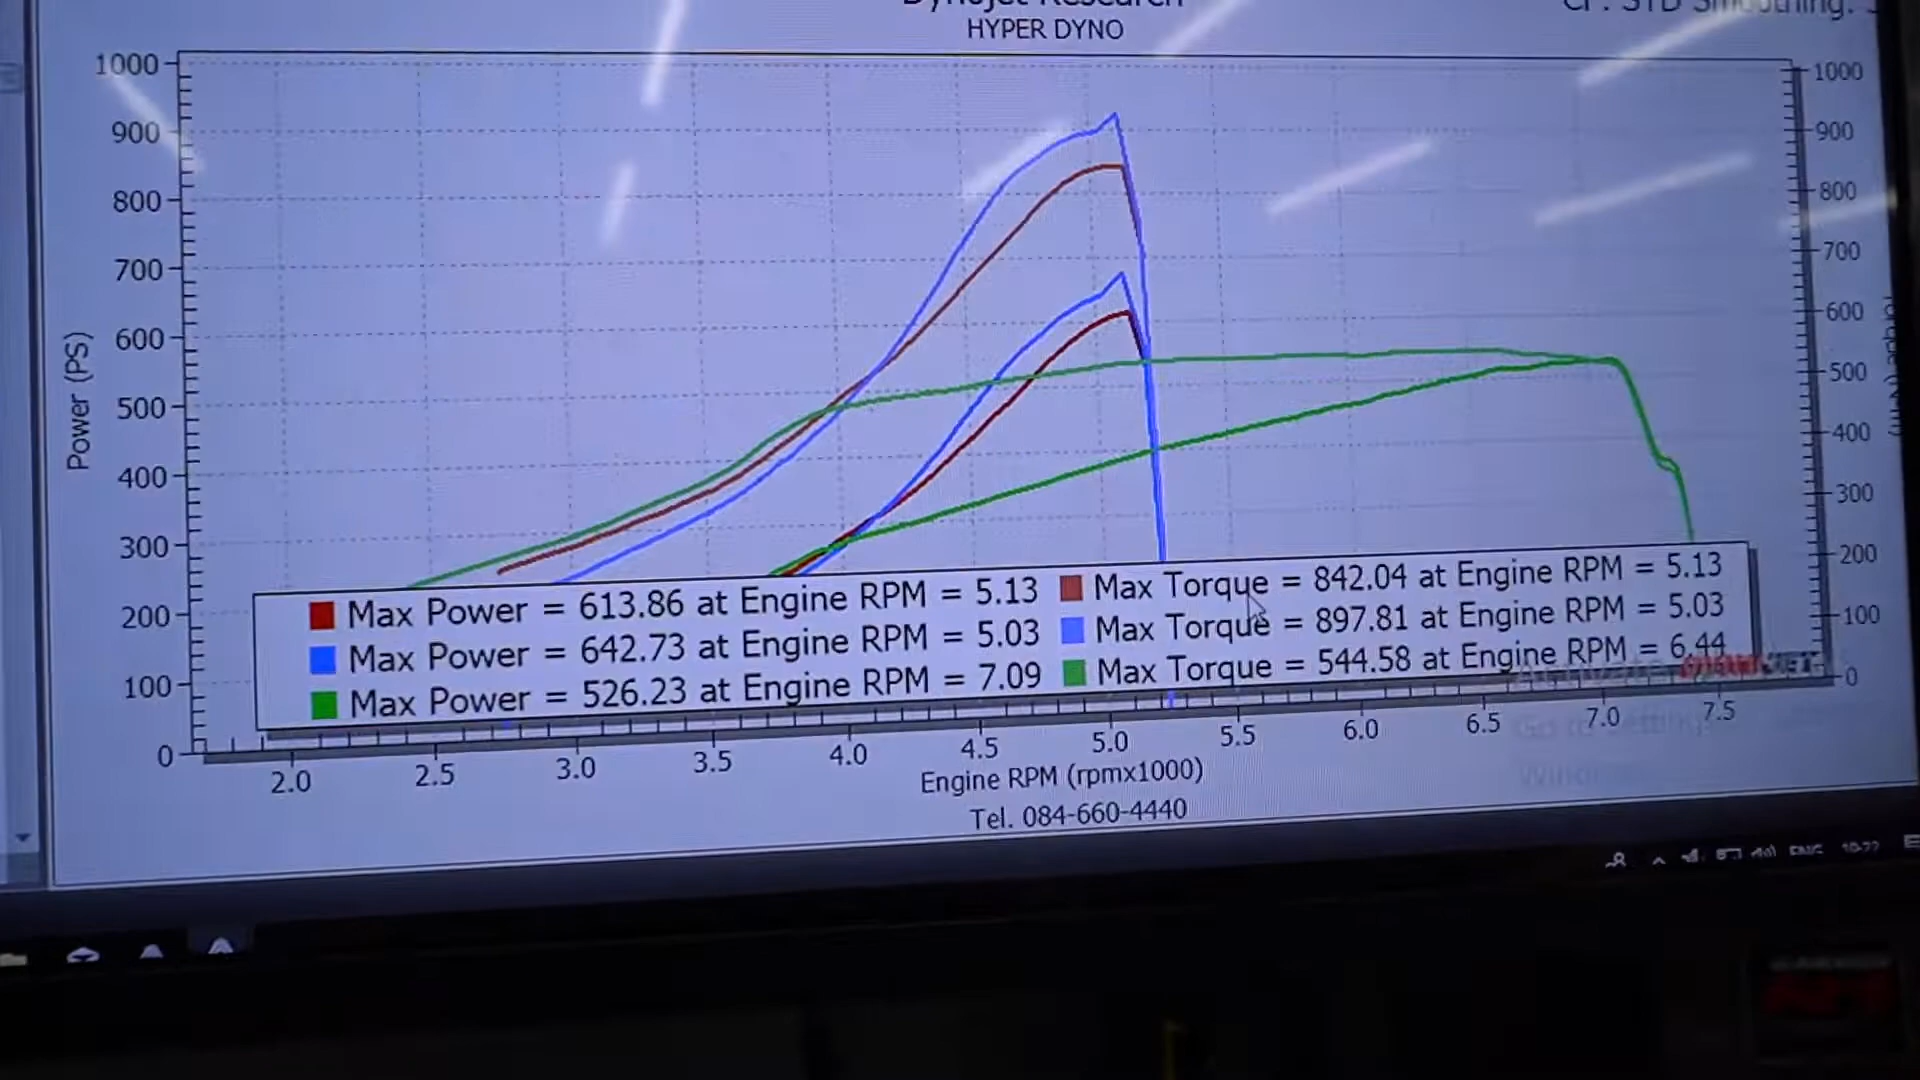 Dynojet Research
HYPER DYNO
CF: STD Smoothing:
1000
900
800
700
600
500
400
300
200
100
0
Power (PS)
1000
900
800
700
600
500
400
300
200
100
0
Max Power = 613.86 at Engine RPM = 5.13
Max Torque = 842.04 at Engine RPM = 5.13
Max Power = 642.73 at Engine RPM = 5.03
Max Torque = 897.81 at Engine RPM = 5.03
Max Power = 526.23 at Engine RPM = 7.09
Max Torque = 544.58 at Engine RPM = 6.44
2.0 2.5 3.0 3.5 4.0 4.5 5.0 5.5 6.0 6.5 7.0 7.5
Engine RPM (rpmx1000)
Tel. 084-660-4440